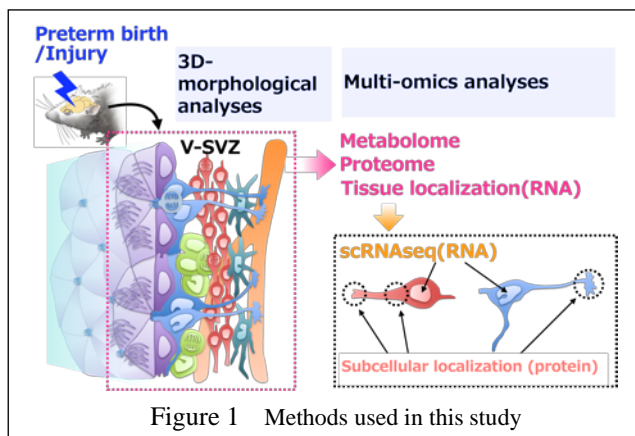 Preterm birth
/Injury
3D-
morphological
analyses
Multi-omics analyses
V-SVZ
Metabolome
Proteome
Tissue localization(RNA)
scRNAseq(RNA)
Subcellular localization (protein)
Figure 1 Methods used in this study